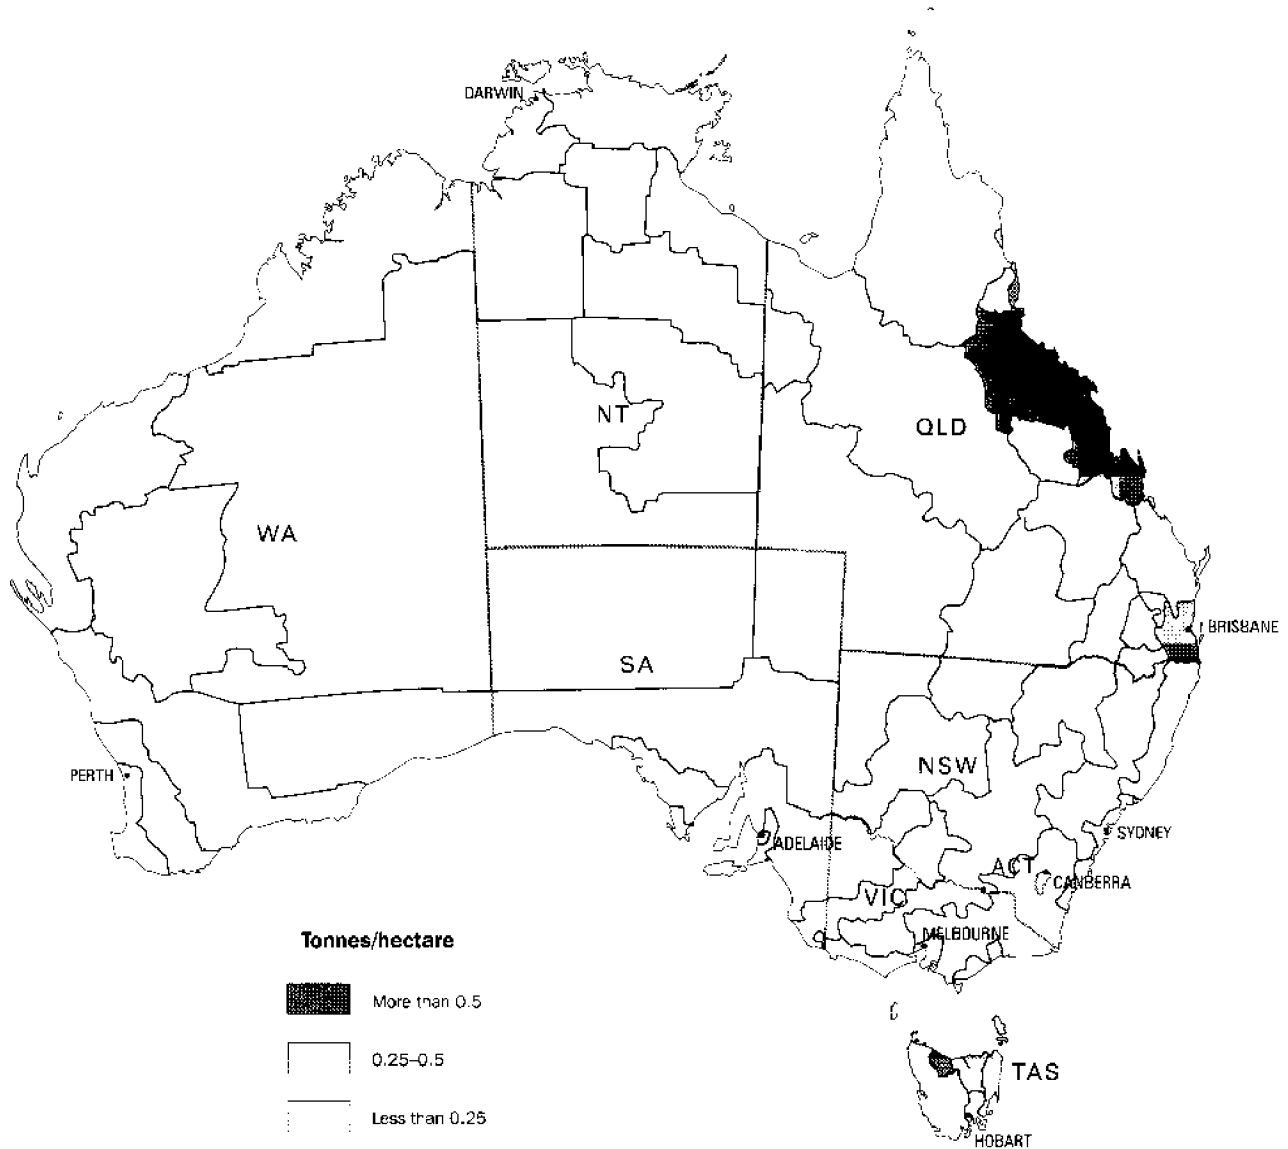 DARWIN
NT
QLD
WA
BRISBANE
SA
NSW
PERTH
SYDNEY
ADELAIDE
ACT
CANBERRA
VIC
MELBOURNE
Tonnes/hectare
More than 0.5
0.25–0.5
TAS
Less than 0.25
HOBART